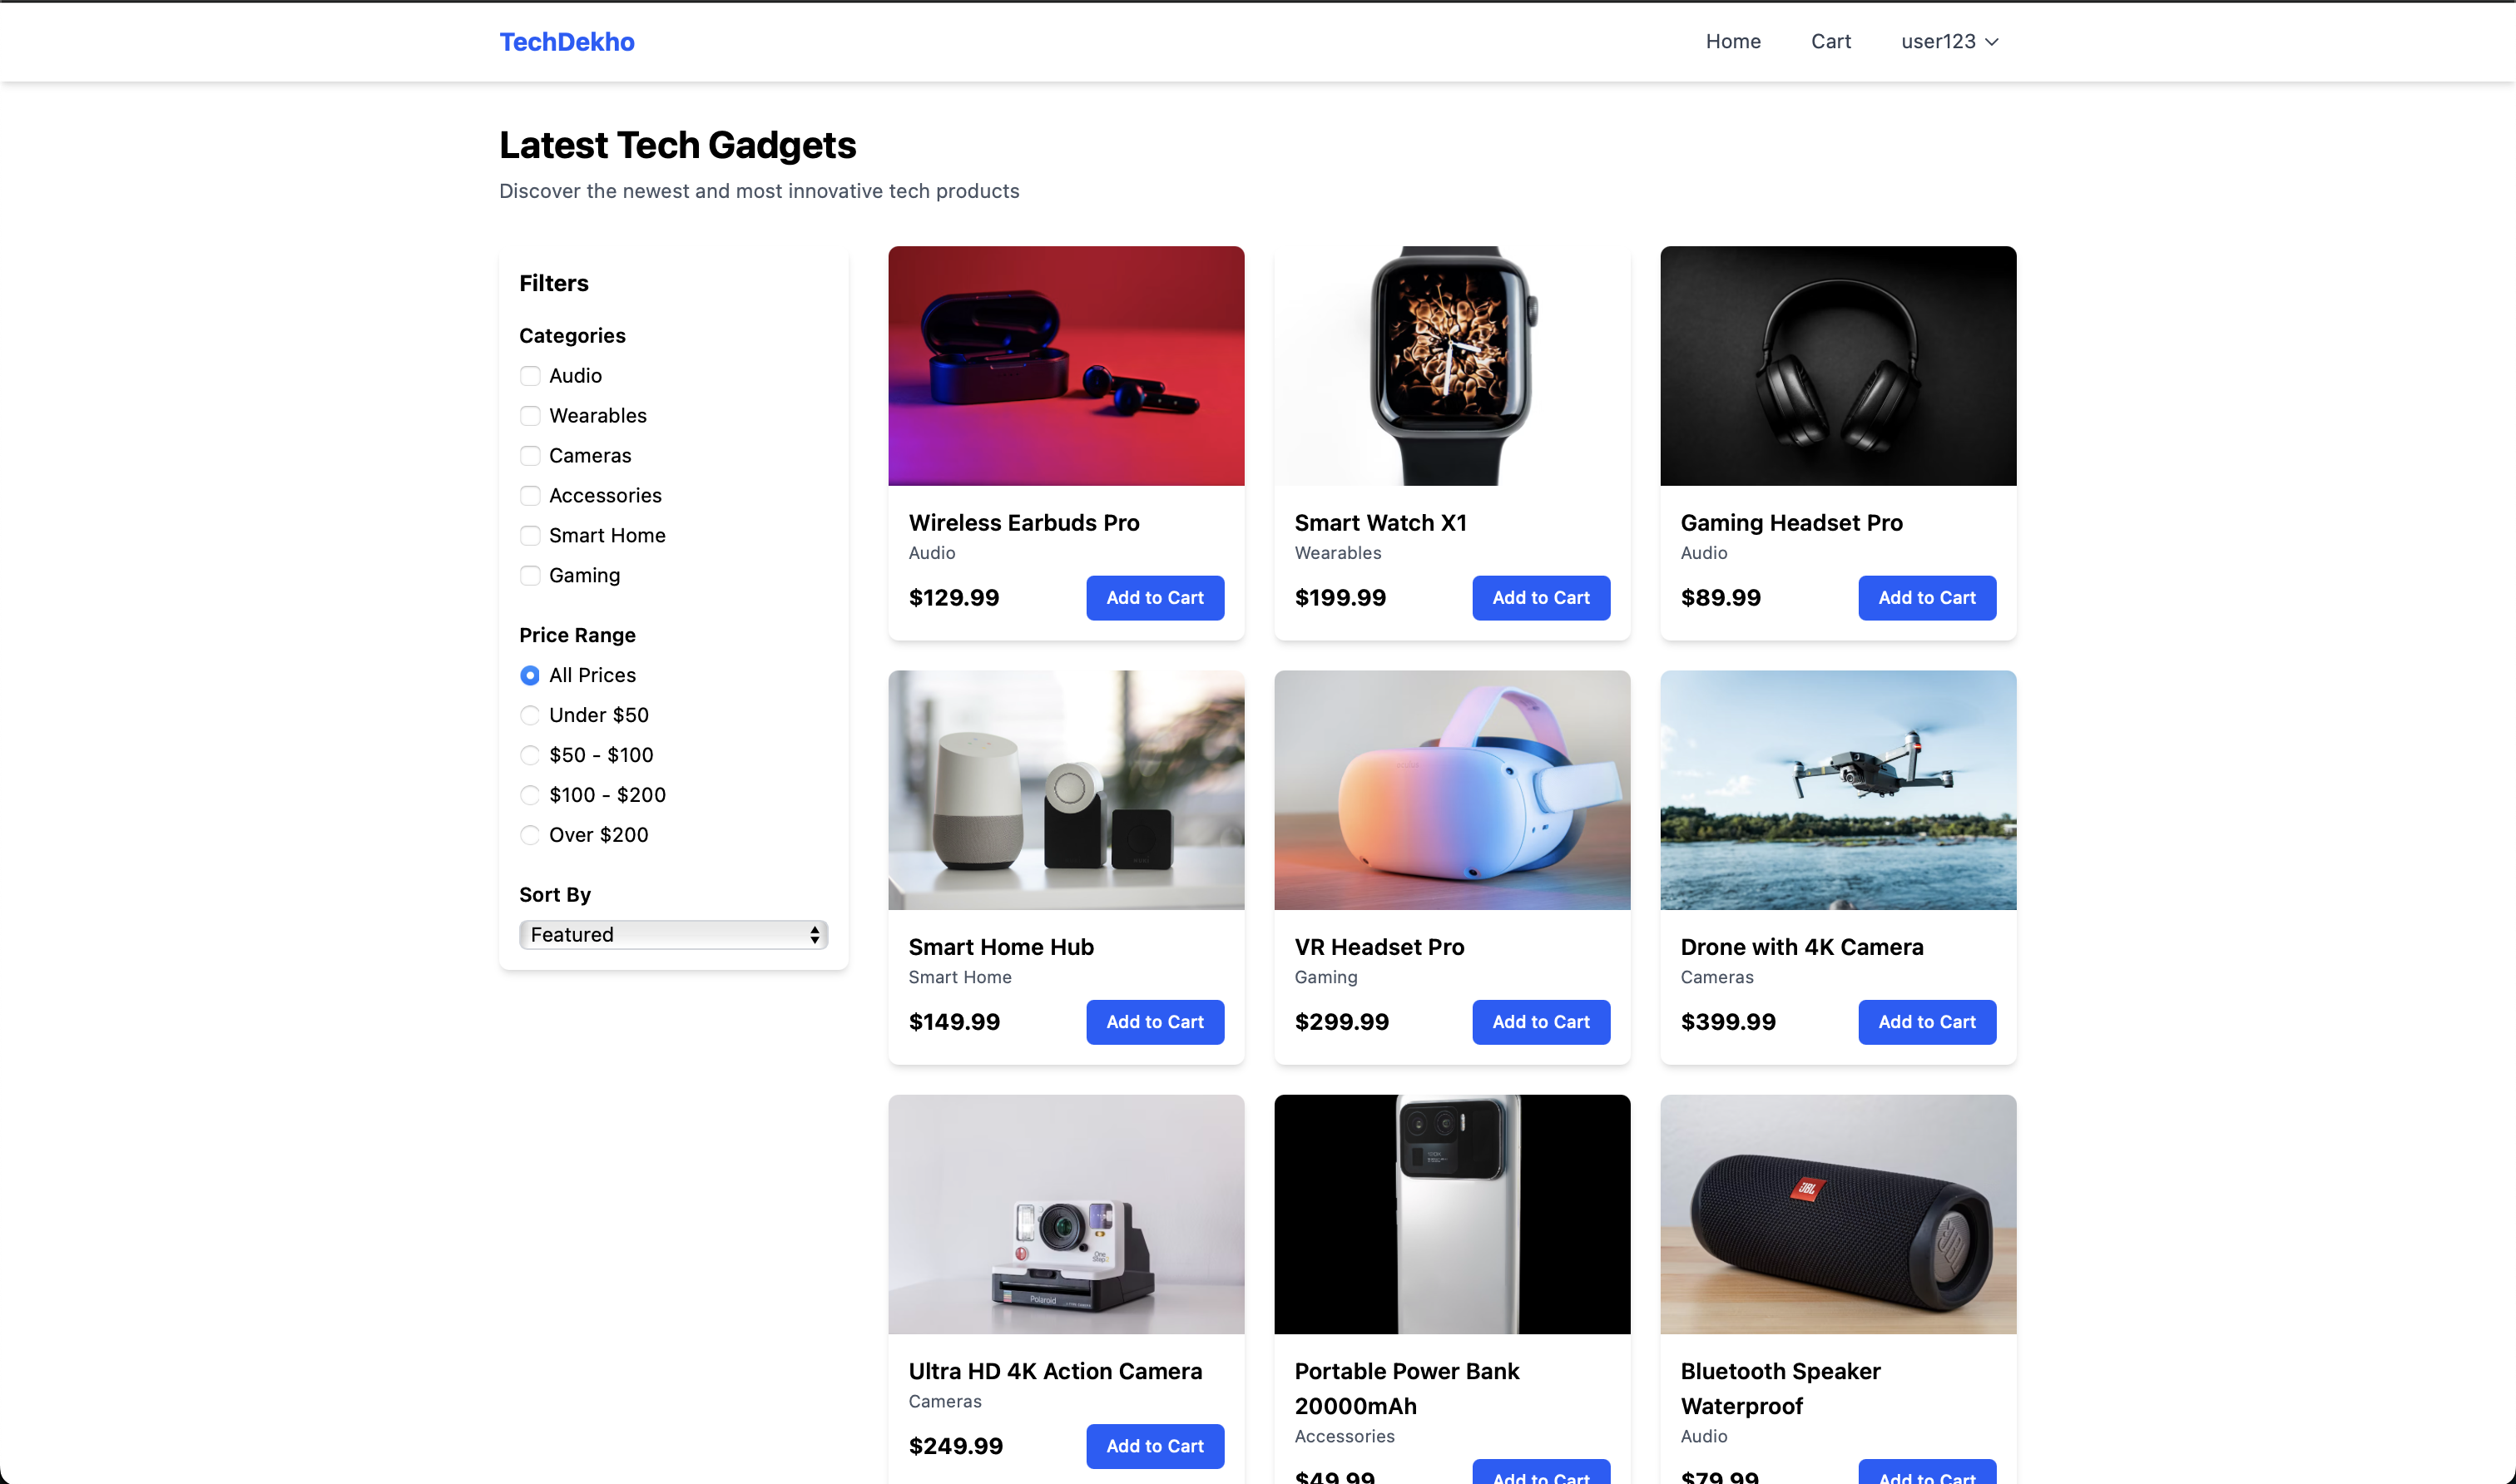 TechDekho
Home
Cart
user123
Latest Tech Gadgets
Discover the newest and most innovative tech products
Filters
Categories
Audio
Wearables
Cameras
Accessories
Smart Home
Gaming
Price Range
All Prices
Under $50
$50 - $100
$100 - $200
Over $200
Sort By
Featured
Wireless Earbuds Pro
Audio
$129.99
Add to Cart
Smart Watch X1
Wearables
$199.99
Add to Cart
Gaming Headset Pro
Audio
$89.99
Add to Cart
Smart Home Hub
Smart Home
$149.99
Add to Cart
oculus
VR Headset Pro
Gaming
$299.99
Add to Cart
Drone with 4K Camera
Cameras
$399.99
Add to Cart
One
Step
Polaroid
Ultra HD 4K Action Camera
Cameras
$249.99
Add to Cart
Portable Power Bank
20000mAh
Accessories
$49.99
Add to Cart
JBL
Bluetooth Speaker
Waterproof
Audio
$79.99
Add to Cart